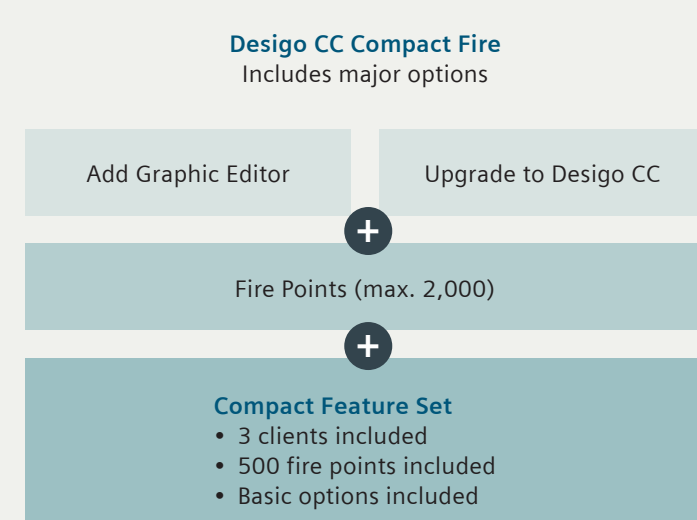 Desigo CC Compact Fire
Includes major options
Add Graphic Editor
Upgrade to Desigo CC
+
Fire Points (max. 2,000)
+
Compact Feature Set
• 3 clients included
• 500 fire points included
• Basic options included